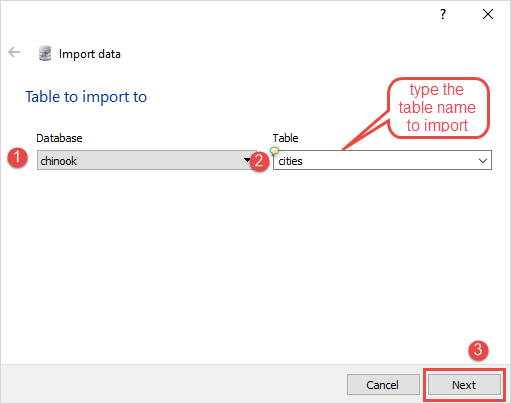 ?
Import data
Table to import to
type the
table name
to import
Database
Table
1
chinook
2
cities
3
Cancel
Next